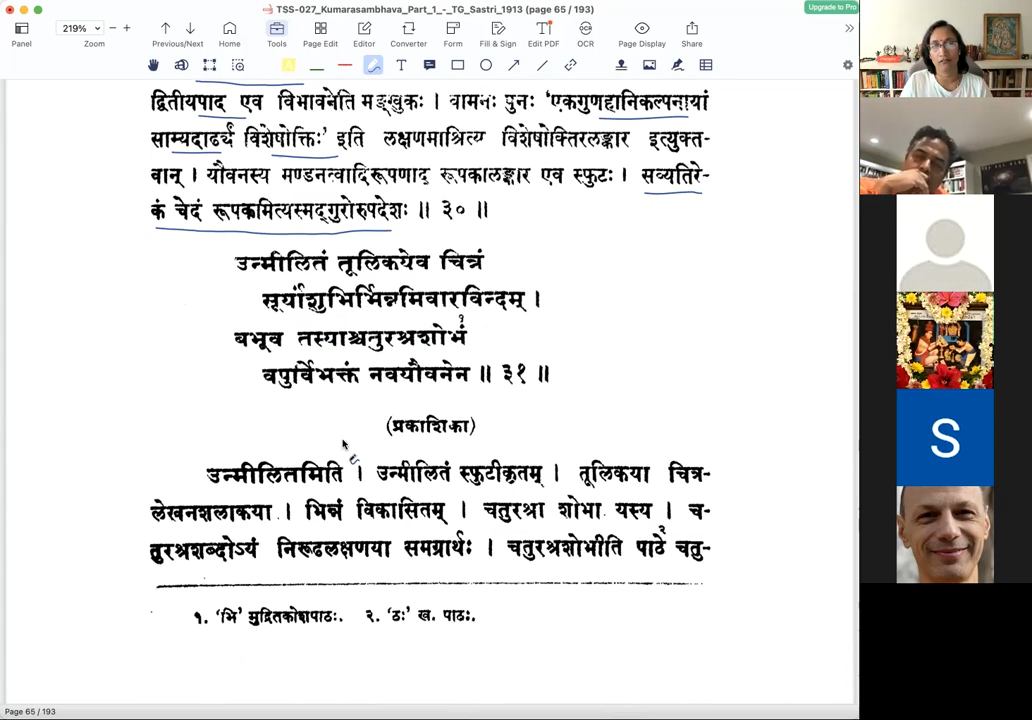 TSS-027_Kumarasambhava_Part_1_-_TG_Sastri_1913 (page 65 / 193)
Upgrade to Pro
219%
Panel Zoom Previous/Next Home Tools Page Edit Editor Converter Form Fill & Sign Edit PDF OCR Page Display Share
द्वितीयपाद एव विभावनेति मङ्खुकः । वामनः पुनः 'एकगुणहानिकल्पनायां
साम्यदार्ढ्यं विशेषोक्तिः' इति लक्षणमाश्रित्य विशेषोक्तिरलङ्कार इत्युक्त-
वान् । यौवनस्य मण्डनत्वादिरूपणाद् रूपकालङ्कार एव स्फुटः । सव्यतिरे-
कं चेदं रूपकमित्यस्मद्गुरोरुपदेशः ॥ ३० ॥
उन्मीलितं तूलिकयेव चित्रं
सूर्यांशुभिर्भिन्नमिवारविन्दम् ।
बभूव तस्याश्चतुरश्रशोभं१
वपुर्विभक्तं नवयौवनेन ॥ ३१ ॥
(प्रकाशिका)
उन्मीलितमिति । उन्मीलितं स्फुटीकृतम् । तूलिकया चित्र-
लेखनशलाकया । भिन्नं विकासितम् । चतुरश्रा शोभा यस्य । च-
तुरश्रशब्दोऽयं निरूढलक्षणया समग्रार्थः । चतुरश्रशोभीति पाठे२ चतु-
१. 'भि' मुद्रितकोशपाठः. २. 'ठः' ख. पाठः.
Page 65 / 193
S